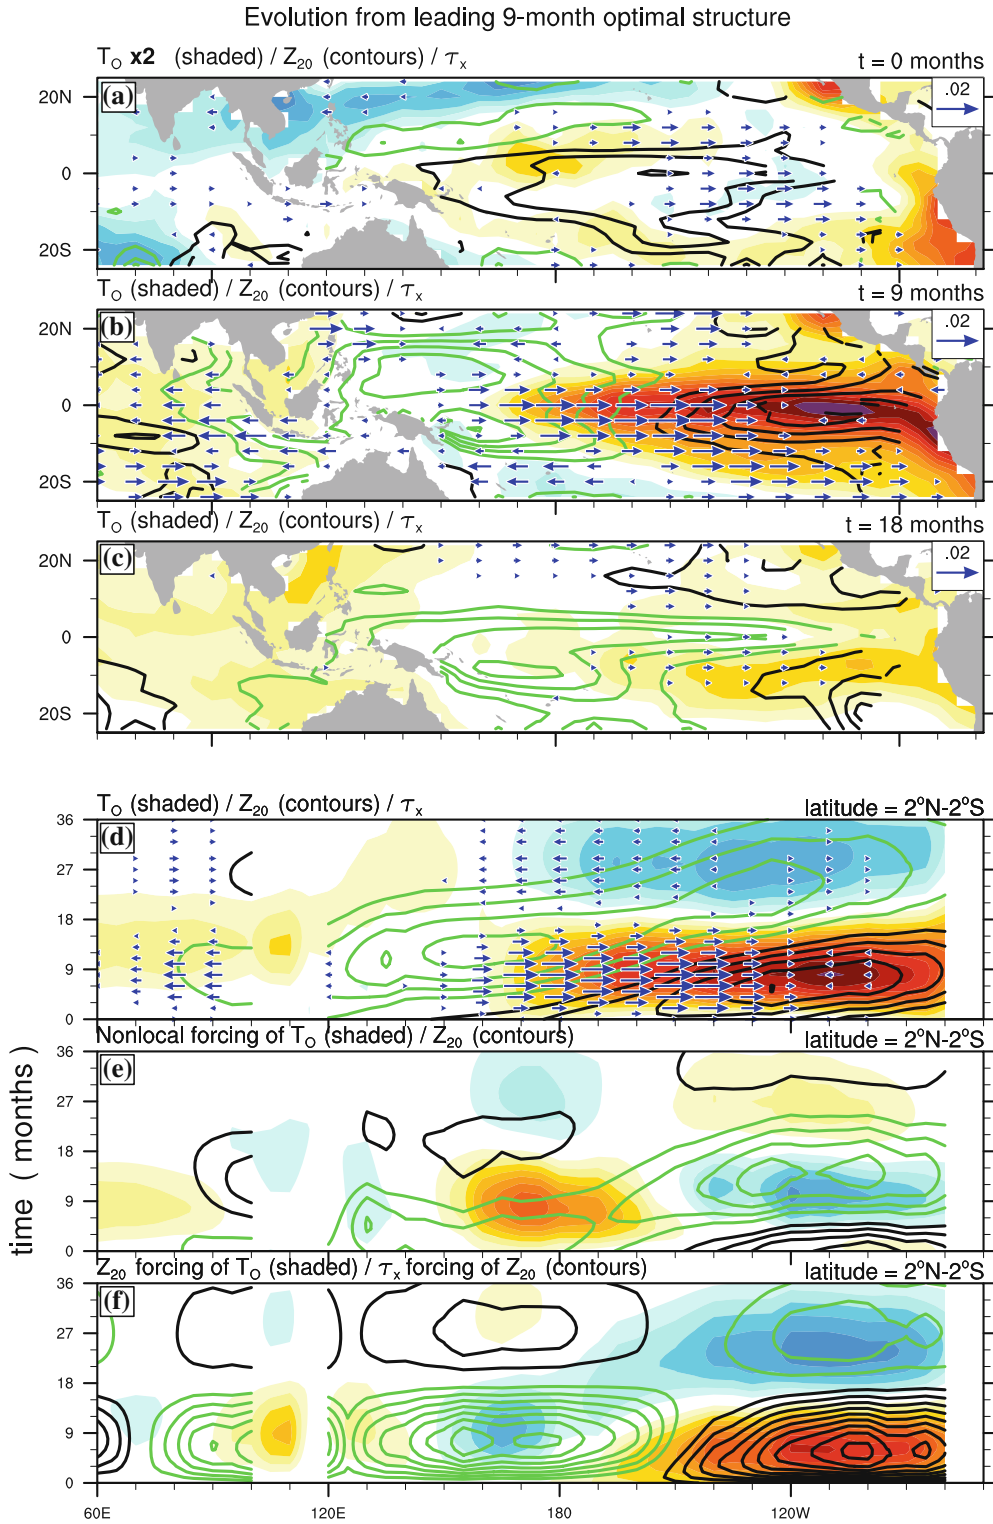 Evolution from leading 9-month optimal structure
T_O x2 (shaded) / Z_20 (contours) / τ_x
t = 0 months
(a)
.02
20N
0
20S
T_O (shaded) / Z_20 (contours) / τ_x
t = 9 months
(b)
.02
20N
0
20S
T_O (shaded) / Z_20 (contours) / τ_x
t = 18 months
(c)
.02
20N
0
20S
T_O (shaded) / Z_20 (contours) / τ_x
latitude = 2°N-2°S
(d)
36
27
18
9
0
Nonlocal forcing of T_O (shaded) / Z_20 (contours)
latitude = 2°N-2°S
(e)
36
27
18
9
0
time ( months)
Z_20 forcing of T_O (shaded) / τ_x forcing of Z_20 (contours)
latitude = 2°N-2°S
(f)
36
27
18
9
0
60E 120E 180 120W